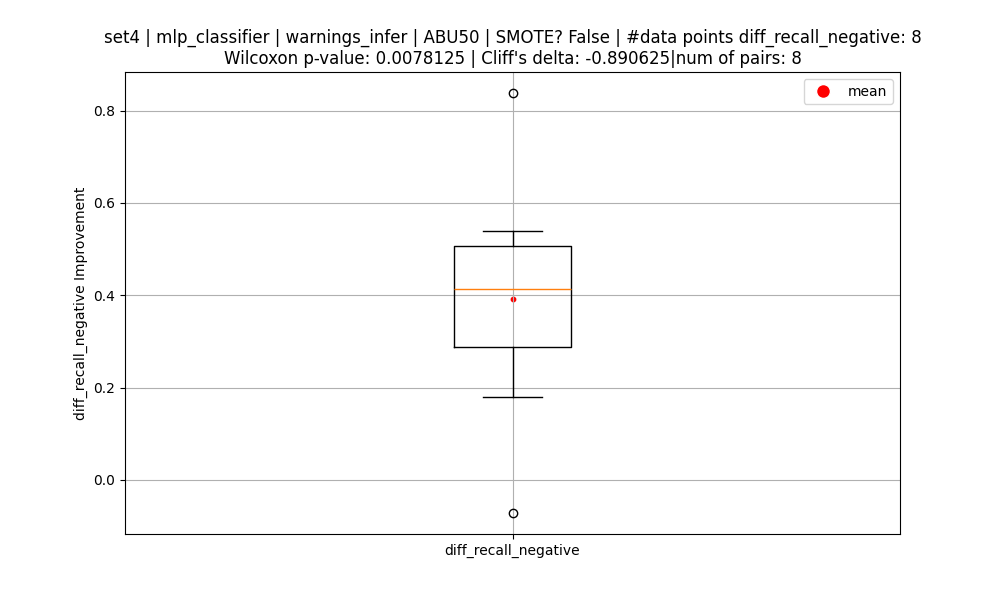 set4 | mlp_classifier | warnings_infer | ABU50 | SMOTE? False | #data points diff_recall_negative: 8
Wilcoxon p-value: 0.0078125 | Cliff's delta: -0.890625|num of pairs: 8
mean
0.8
0.6
0.4
0.2
0.0
diff_recall_negative Improvement
diff_recall_negative